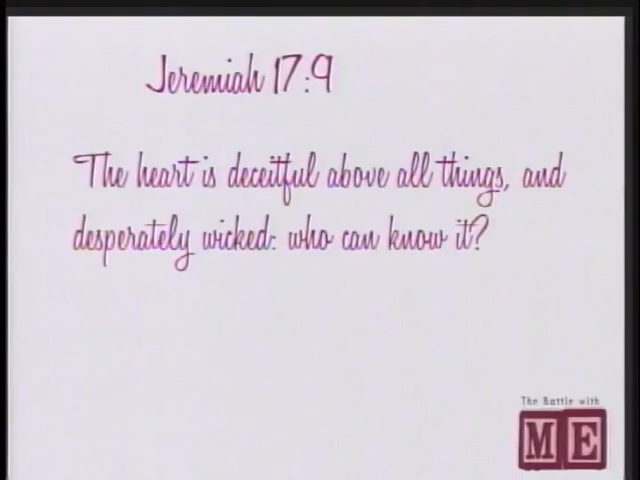 Jeremiah 17:9
The heart is deceitful above all things, and
desperately wicked: who can know it?
The Battle with
ME